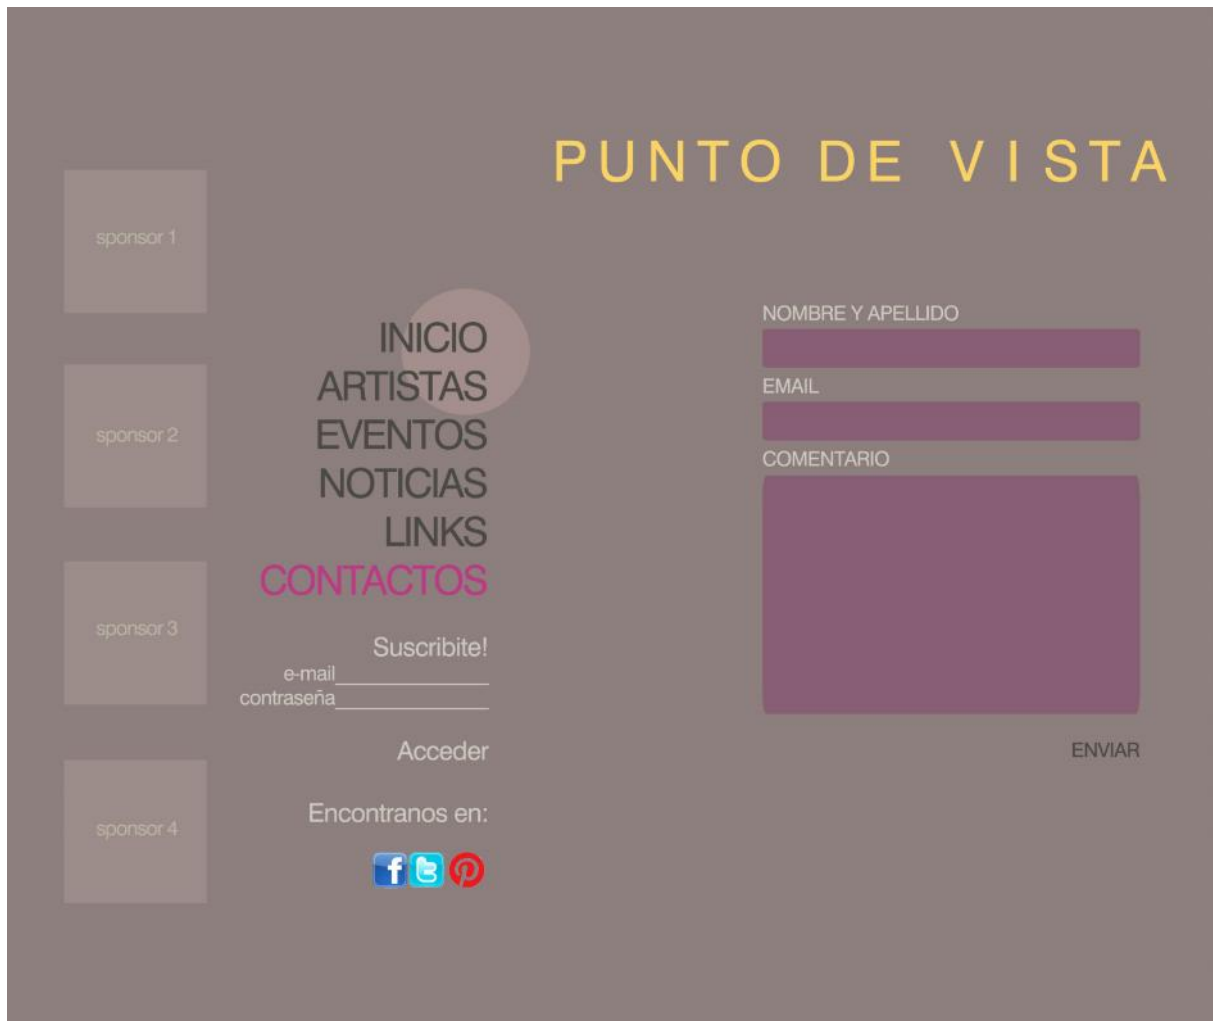 PUNTO DE VISTA
sponsor 1
sponsor 2
sponsor 3
sponsor 4
INICIO
ARTISTAS
EVENTOS
NOTICIAS
LINKS
CONTACTOS
Suscribite!
e-mail
contraseña
Acceder
Encontranos en:
NOMBRE Y APELLIDO
EMAIL
COMENTARIO
ENVIAR